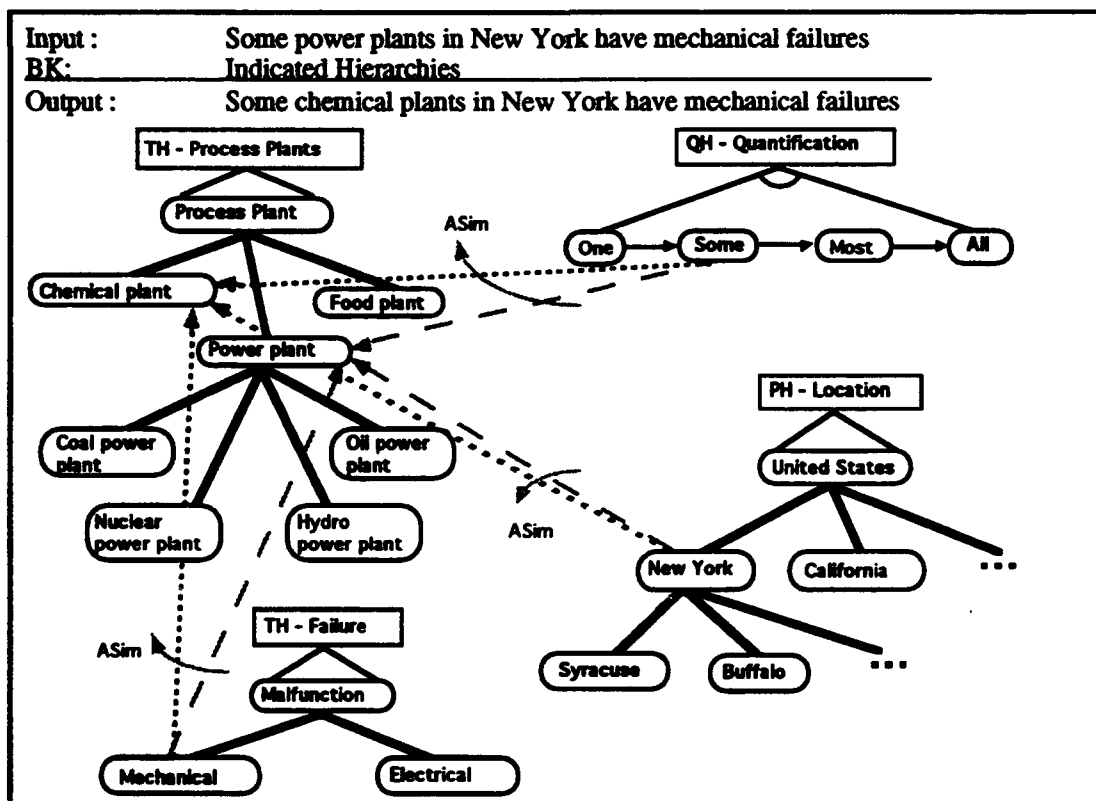 Input : Some power plants in New York have mechanical failures
BK: Indicated Hierarchies
Output : Some chemical plants in New York have mechanical failures
TH - Process Plants
QH - Quantification
Process Plant
ASim
One
Some
Most
All
Chemical plant
Food plant
Power plant
PH - Location
Coal power
plant
Oil power
plant
United States
Nuclear
power plant
Hydro
power plant
ASim
New York
California
...
TH - Failure
ASim
Syracuse
Buffalo
...
Malfunction
Mechanical
Electrical